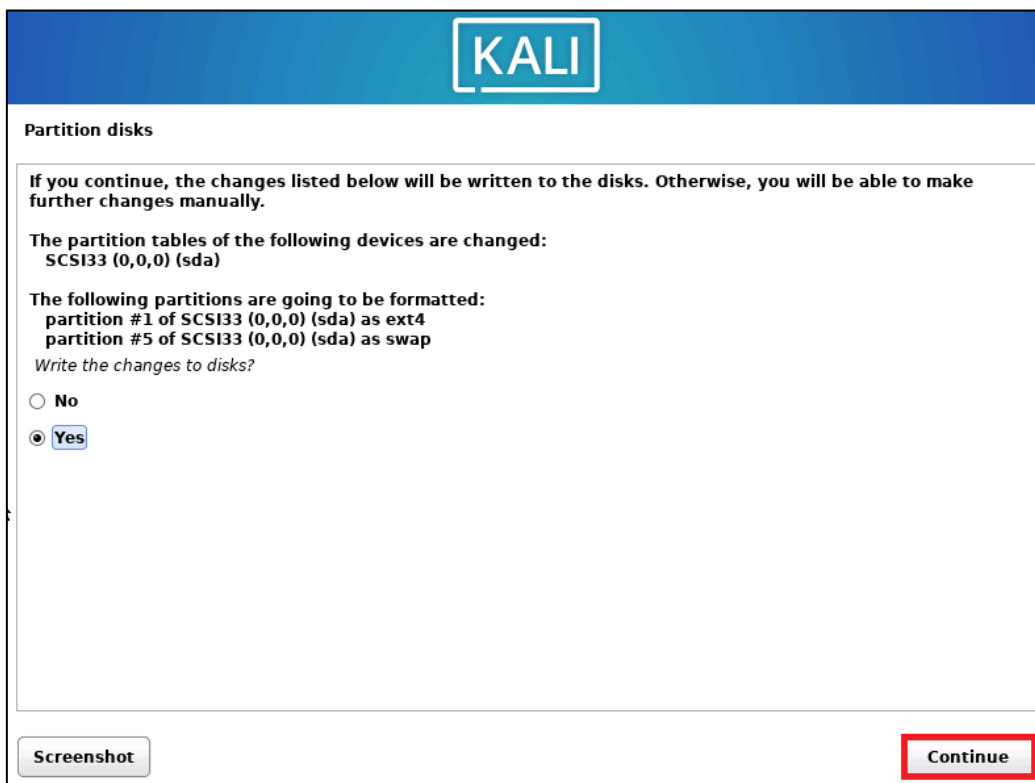 KALI
Partition disks
If you continue, the changes listed below will be written to the disks. Otherwise, you will be able to make
further changes manually.
The partition tables of the following devices are changed:
SCSI33 (0,0,0) (sda)
The following partitions are going to be formatted:
partition #1 of SCSI33 (0,0,0) (sda) as ext4
partition #5 of SCSI33 (0,0,0) (sda) as swap
Write the changes to disks?
No
Yes
Screenshot
Continue